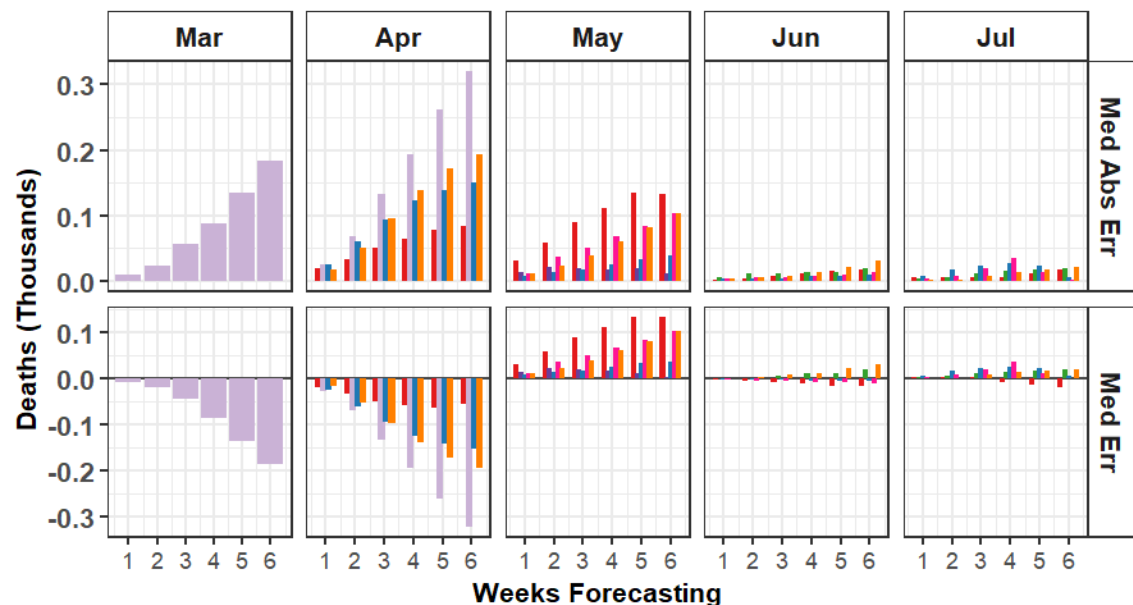 Mar Apr May Jun Jul
0.3
0.2
0.1
0.0
Med Abs Err
0.1
0.0
-0.1
-0.2
-0.3
Med Err
Deaths (Thousands)
1 2 3 4 5 6 1 2 3 4 5 6 1 2 3 4 5 6 1 2 3 4 5 6 1 2 3 4 5 6
Weeks Forecasting